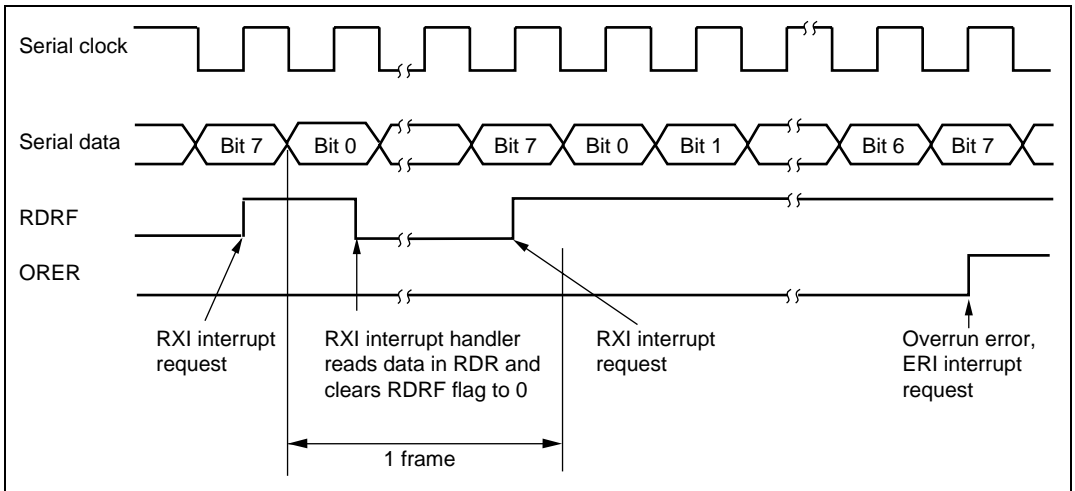 Serial clock
Serial data
Bit 7
Bit 0
Bit 7
Bit 0
Bit 1
Bit 6
Bit 7
RDRF
ORER
RXI interrupt
request
RXI interrupt handler
reads data in RDR and
clears RDRF flag to 0
RXI interrupt
request
Overrun error,
ERI interrupt
request
1 frame